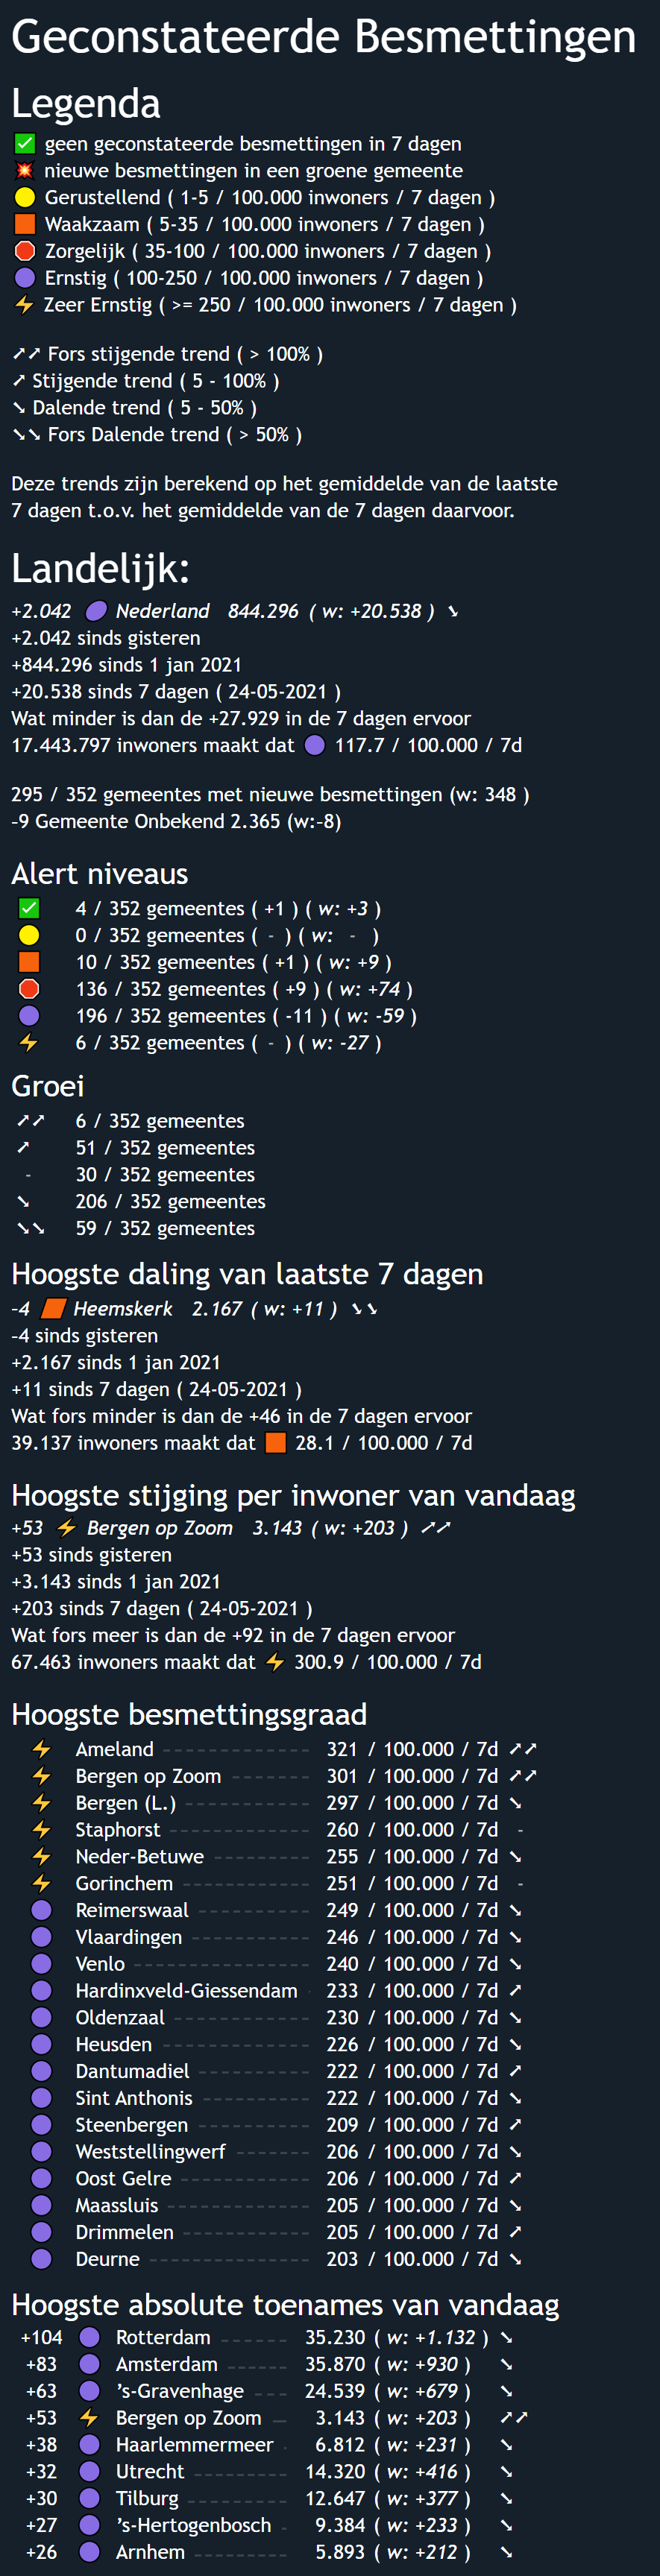 Geconstateerde Besmettingen
Legenda
✅ geen geconstateerde besmettingen in 7 dagen
💥 nieuwe besmettingen in een groene gemeente
🟡 Gerustellend ( 1-5 / 100.000 inwoners / 7 dagen )
🟧 Waakzaam ( 5-35 / 100.000 inwoners / 7 dagen )
🛑 Zorgelijk ( 35-100 / 100.000 inwoners / 7 dagen )
🟣 Ernstig ( 100-250 / 100.000 inwoners / 7 dagen )
⚡ Zeer Ernstig ( >= 250 / 100.000 inwoners / 7 dagen )
➚➚ Fors stijgende trend ( > 100% )
➚ Stijgende trend ( 5 - 100% )
➘ Dalende trend ( 5 - 50% )
➘➘ Fors Dalende trend ( > 50% )
Deze trends zijn berekend op het gemiddelde van de laatste
7 dagen t.o.v. het gemiddelde van de 7 dagen daarvoor.
Landelijk:
+2.042 🟣 Nederland 844.296 ( w: +20.538 ) ➘
+2.042 sinds gisteren
+844.296 sinds 1 jan 2021
+20.538 sinds 7 dagen ( 24-05-2021 )
Wat minder is dan de +27.929 in de 7 dagen ervoor
17.443.797 inwoners maakt dat 🟣 117.7 / 100.000 / 7d
295 / 352 gemeentes met nieuwe besmettingen (w: 348 )
-9 Gemeente Onbekend 2.365 (w:-8)
Alert niveaus
✅ 4 / 352 gemeentes ( +1 ) ( w: +3 )
🟡 0 / 352 gemeentes ( - ) ( w: - )
🟧 10 / 352 gemeentes ( +1 ) ( w: +9 )
🛑 136 / 352 gemeentes ( +9 ) ( w: +74 )
🟣 196 / 352 gemeentes ( -11 ) ( w: -59 )
⚡ 6 / 352 gemeentes ( - ) ( w: -27 )
Groei
➚➚ 6 / 352 gemeentes
➚ 51 / 352 gemeentes
- 30 / 352 gemeentes
➘ 206 / 352 gemeentes
➘➘ 59 / 352 gemeentes
Hoogste daling van laatste 7 dagen
-4 🟧 Heemskerk 2.167 ( w: +11 ) ➘➘
-4 sinds gisteren
+2.167 sinds 1 jan 2021
+11 sinds 7 dagen ( 24-05-2021 )
Wat fors minder is dan de +46 in de 7 dagen ervoor
39.137 inwoners maakt dat 🟧 28.1 / 100.000 / 7d
Hoogste stijging per inwoner van vandaag
+53 ⚡ Bergen op Zoom 3.143 ( w: +203 ) ➚➚
+53 sinds gisteren
+3.143 sinds 1 jan 2021
+203 sinds 7 dagen ( 24-05-2021 )
Wat fors meer is dan de +92 in de 7 dagen ervoor
67.463 inwoners maakt dat ⚡ 300.9 / 100.000 / 7d
Hoogste besmettingsgraad
⚡ Ameland 321 / 100.000 / 7d ➚➚
⚡ Bergen op Zoom 301 / 100.000 / 7d ➚➚
⚡ Bergen (L.) 297 / 100.000 / 7d ➘
⚡ Staphorst 260 / 100.000 / 7d -
⚡ Neder-Betuwe 255 / 100.000 / 7d ➘
⚡ Gorinchem 251 / 100.000 / 7d -
🟣 Reimerswaal 249 / 100.000 / 7d ➘
🟣 Vlaardingen 246 / 100.000 / 7d ➘
🟣 Venlo 240 / 100.000 / 7d ➘
🟣 Hardinxveld-Giessendam 233 / 100.000 / 7d ➚
🟣 Oldenzaal 230 / 100.000 / 7d ➘
🟣 Heusden 226 / 100.000 / 7d ➘
🟣 Dantumadiel 222 / 100.000 / 7d ➚
🟣 Sint Anthonis 222 / 100.000 / 7d ➘
🟣 Steenbergen 209 / 100.000 / 7d ➚
🟣 Weststellingwerf 206 / 100.000 / 7d ➘
🟣 Oost Gelre 206 / 100.000 / 7d ➚
🟣 Maassluis 205 / 100.000 / 7d ➘
🟣 Drimmelen 205 / 100.000 / 7d ➚
🟣 Deurne 203 / 100.000 / 7d ➘
Hoogste absolute toenames van vandaag
+104 🟣 Rotterdam 35.230 ( w: +1.132 ) ➘
+83 🟣 Amsterdam 35.870 ( w: +930 ) ➘
+63 🟣 ’s-Gravenhage 24.539 ( w: +679 ) ➘
+53 ⚡ Bergen op Zoom 3.143 ( w: +203 ) ➚➚
+38 🟣 Haarlemmermeer 6.812 ( w: +231 ) ➘
+32 🟣 Utrecht 14.320 ( w: +416 ) ➘
+30 🟣 Tilburg 12.647 ( w: +377 ) ➘
+27 🟣 ’s-Hertogenbosch 9.384 ( w: +233 ) ➘
+26 🟣 Arnhem 5.893 ( w: +212 ) ➘